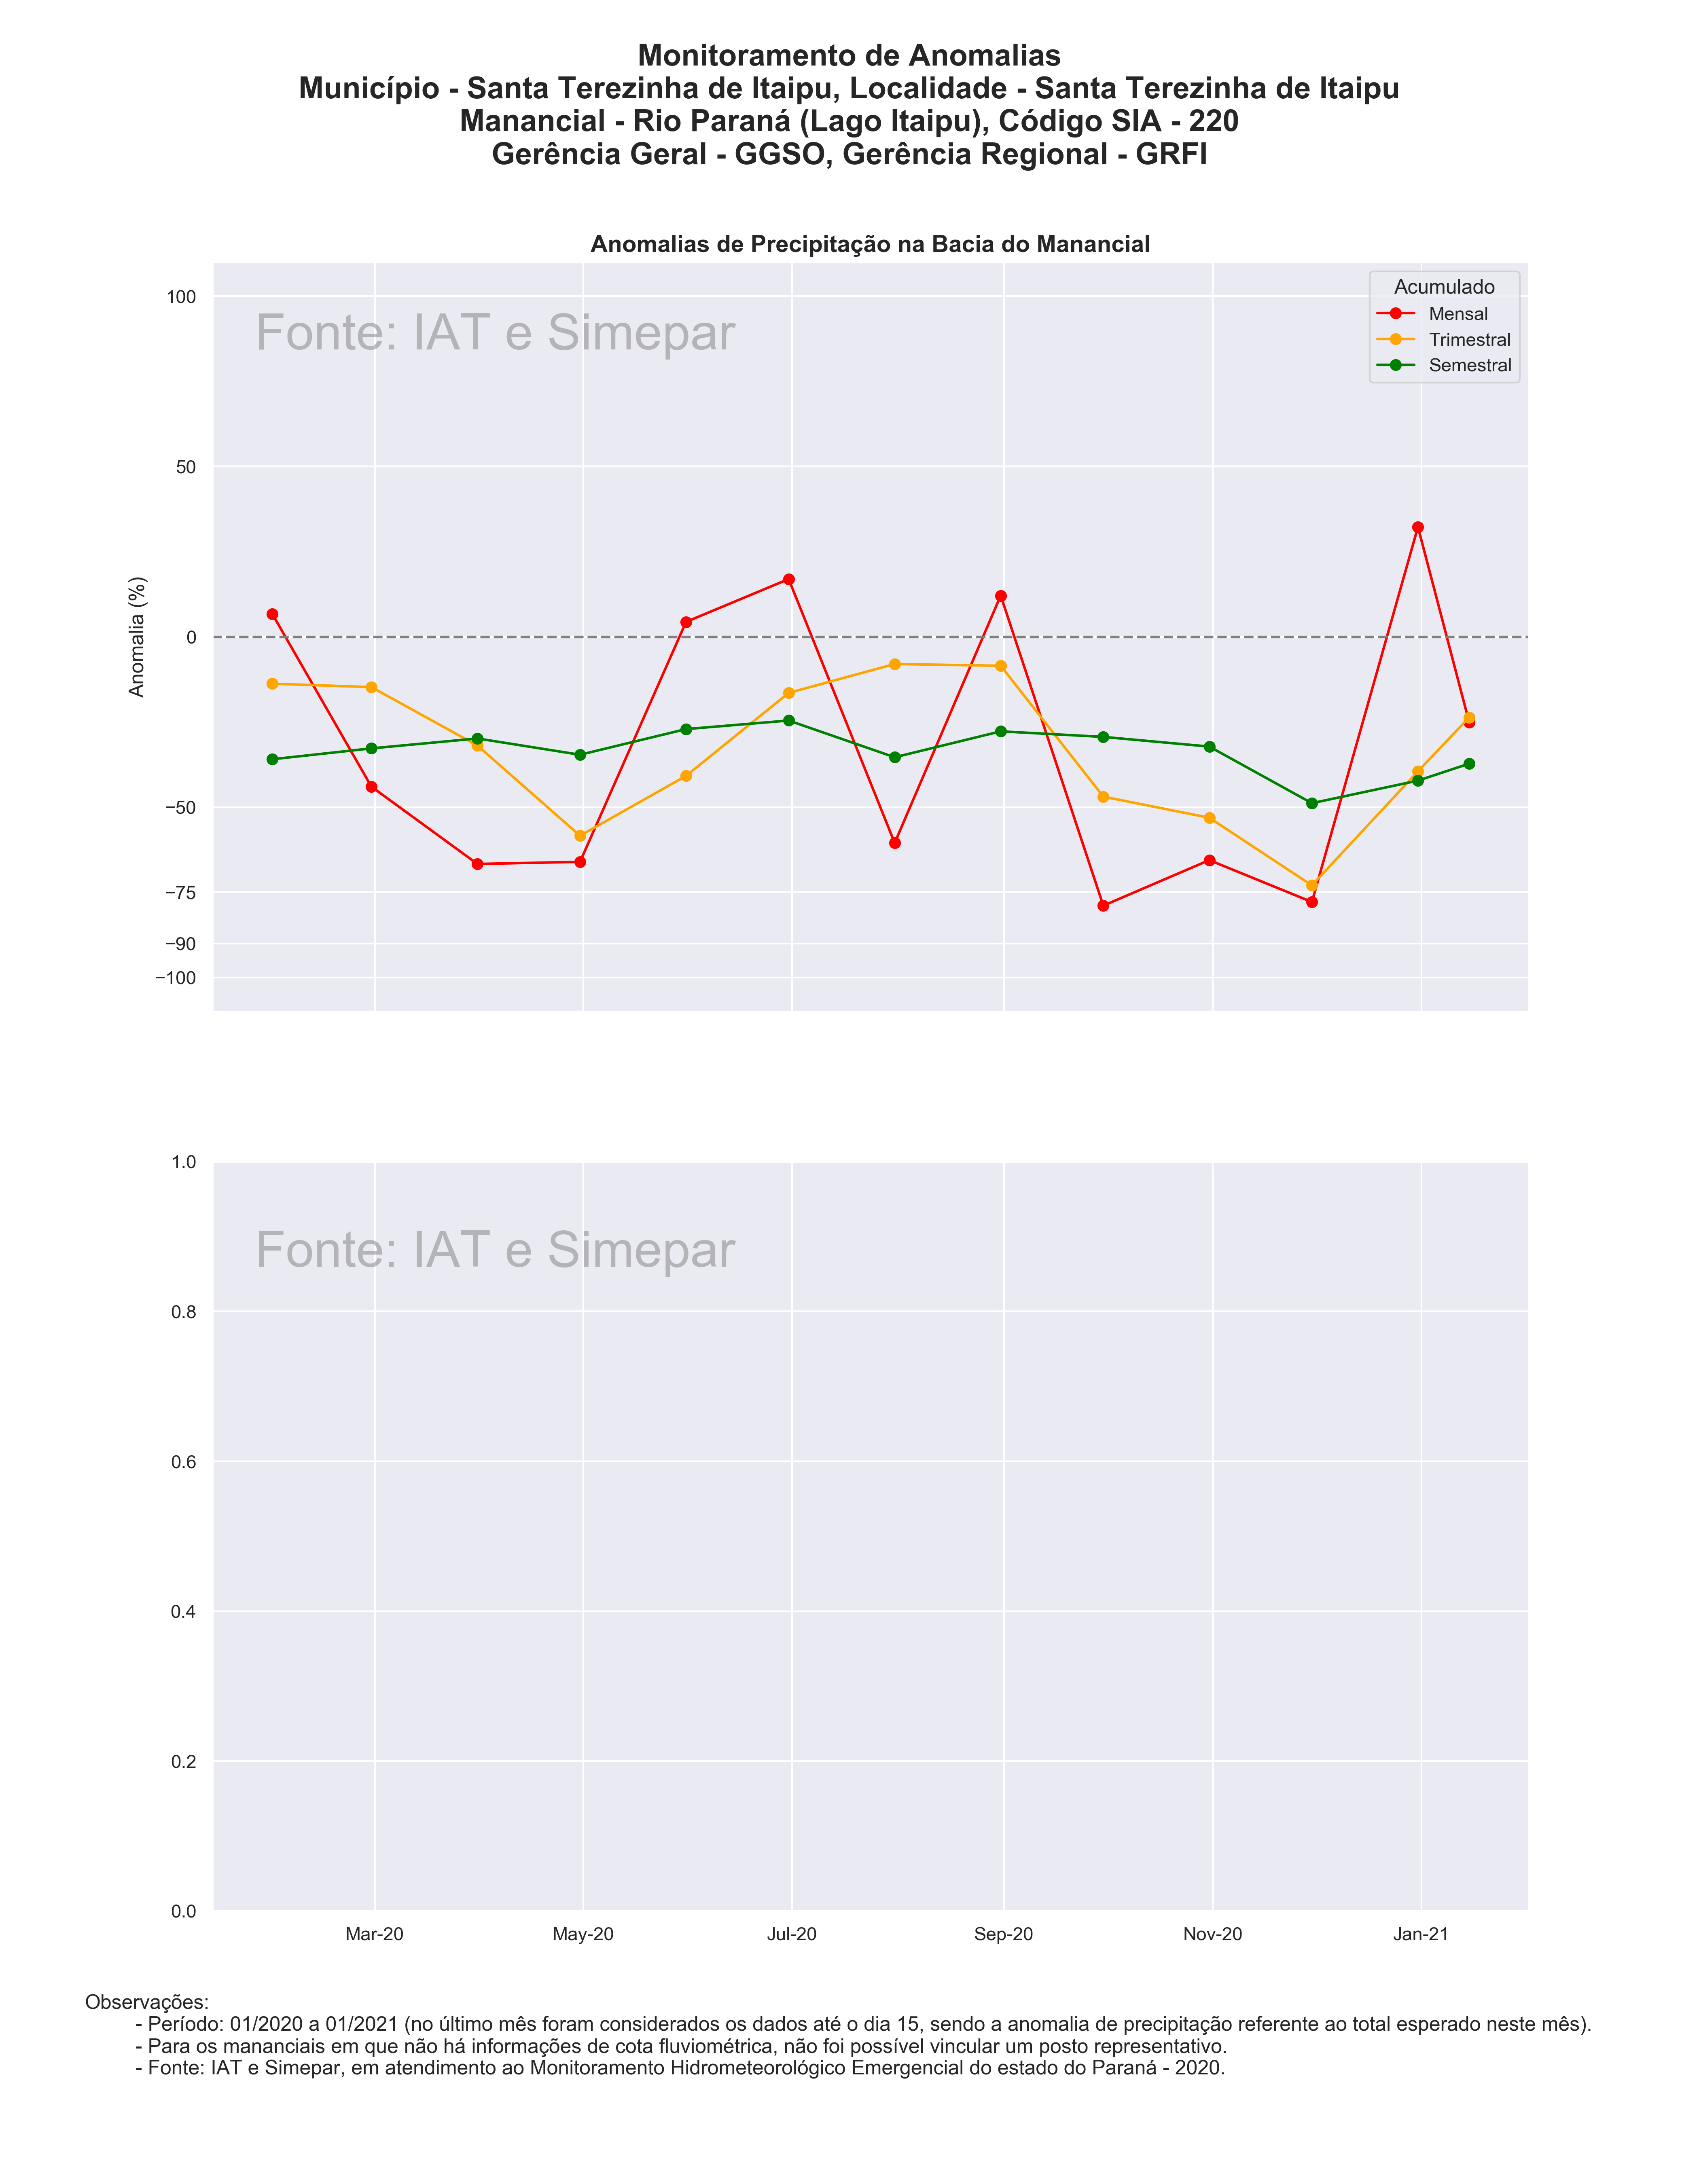 Monitoramento de Anomalias
Município - Santa Terezinha de Itaipu, Localidade - Santa Terezinha de Itaipu
Manancial - Rio Paraná (Lago Itaipu), Código SIA - 220
Gerência Geral - GGSO, Gerência Regional - GRFI
Anomalias de Precipitação na Bacia do Manancial
Fonte: IAT e Simepar
Acumulado
Mensal
Trimestral
Semestral
Anomalia (%)
100
50
0
−50
−75
−90
−100
Fonte: IAT e Simepar
1.0
0.8
0.6
0.4
0.2
0.0
Mar-20 May-20 Jul-20 Sep-20 Nov-20 Jan-21
Observações:
- Período: 01/2020 a 01/2021 (no último mês foram considerados os dados até o dia 15, sendo a anomalia de precipitação referente ao total esperado neste mês).
- Para os mananciais em que não há informações de cota fluviométrica, não foi possível vincular um posto representativo.
- Fonte: IAT e Simepar, em atendimento ao Monitoramento Hidrometeorológico Emergencial do estado do Paraná - 2020.